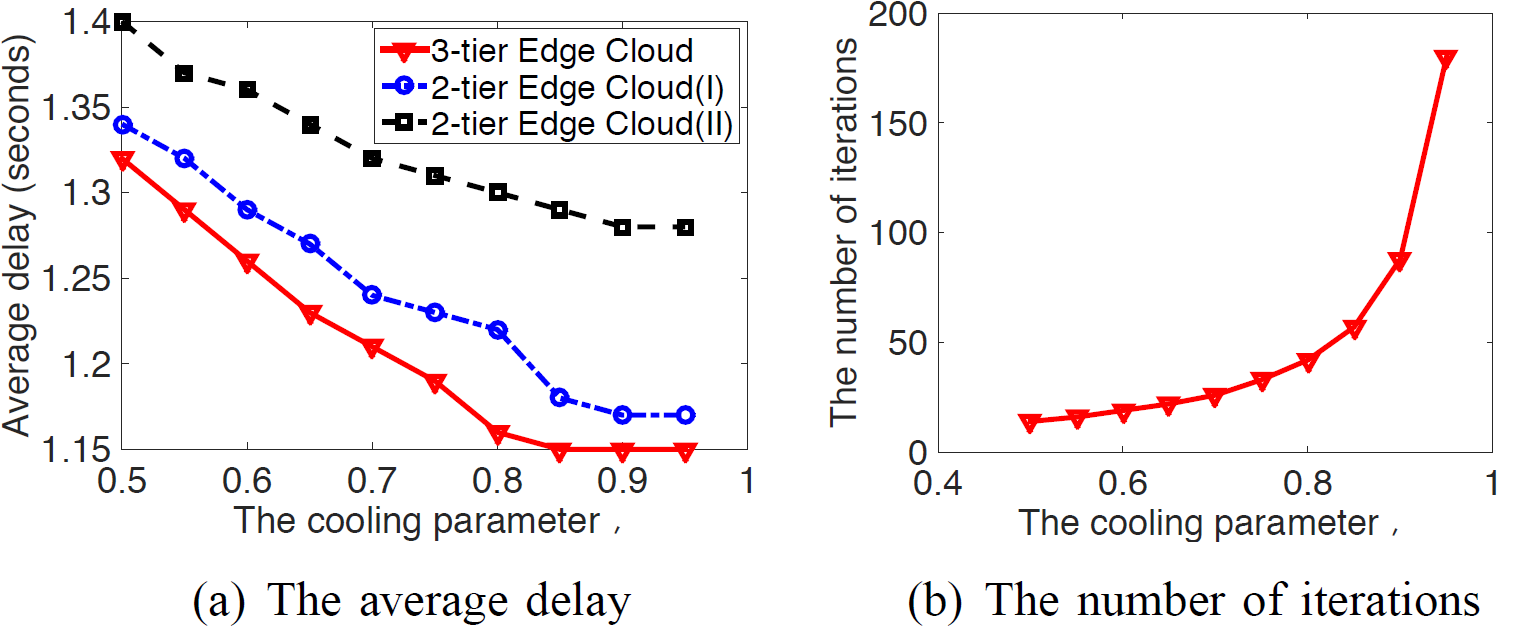 Average delay (seconds)
1.4
1.35
1.3
1.25
1.2
1.15
3-tier Edge Cloud
2-tier Edge Cloud(I)
2-tier Edge Cloud(II)
0.5 0.6 0.7 0.8 0.9 1
The cooling parameter ,
(a) The average delay
The number of iterations
200
150
100
50
0
0.4 0.6 0.8 1
The cooling parameter ,
(b) The number of iterations